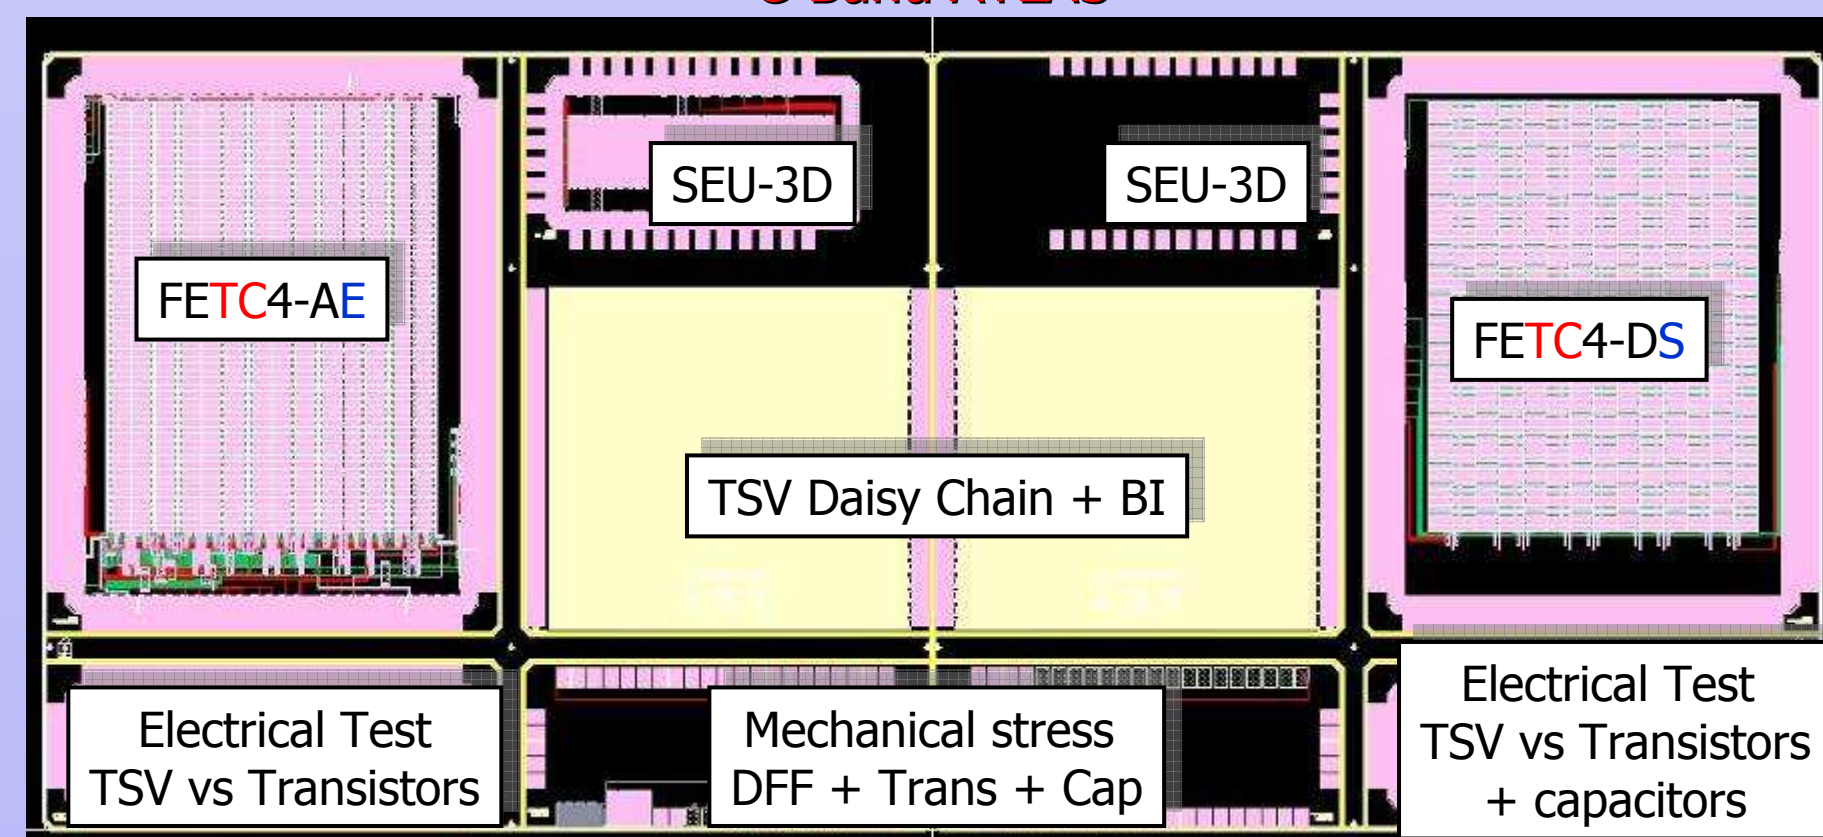 ATLAS
SEU-3D
SEU-3D
FETC4-AE
FETC4-DS
TSV Daisy Chain + BI
Electrical Test
TSV vs Transistors
Mechanical stress
DFF + Trans + Cap
Electrical Test
TSV vs Transistors
+ capacitors